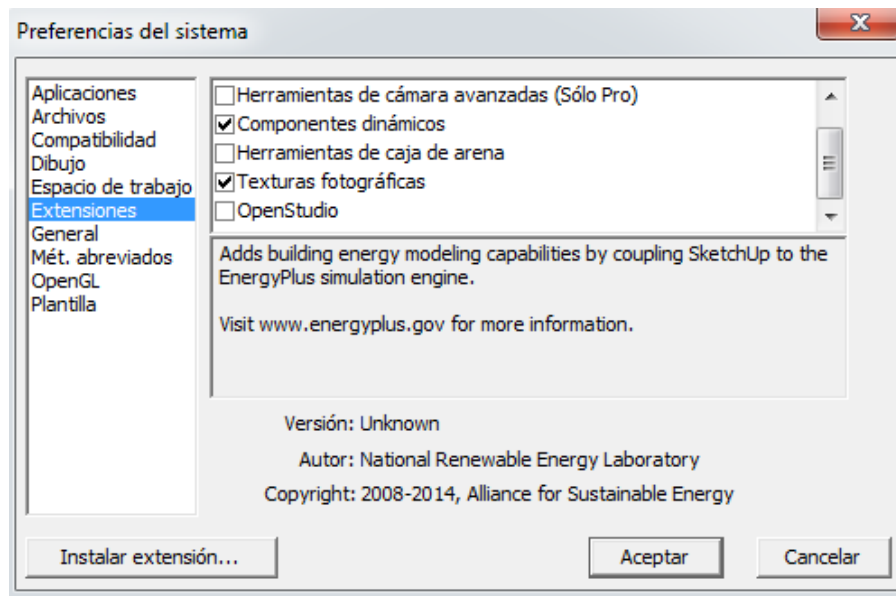 Preferencias del sistema
Aplicaciones
Archivos
Compatibilidad
Dibujo
Espacio de trabajo
Extensiones
General
Mét. abreviados
OpenGL
Plantilla
Herramientas de cámara avanzadas (Sólo Pro)
Componentes dinámicos
Herramientas de caja de arena
Texturas fotográficas
OpenStudio
Adds building energy modeling capabilities by coupling SketchUp to the
EnergyPlus simulation engine.
Visit www.energyplus.gov for more information.
Versión: Unknown
Autor: National Renewable Energy Laboratory
Copyright: 2008-2014, Alliance for Sustainable Energy
Instalar extensión...
Aceptar
Cancelar